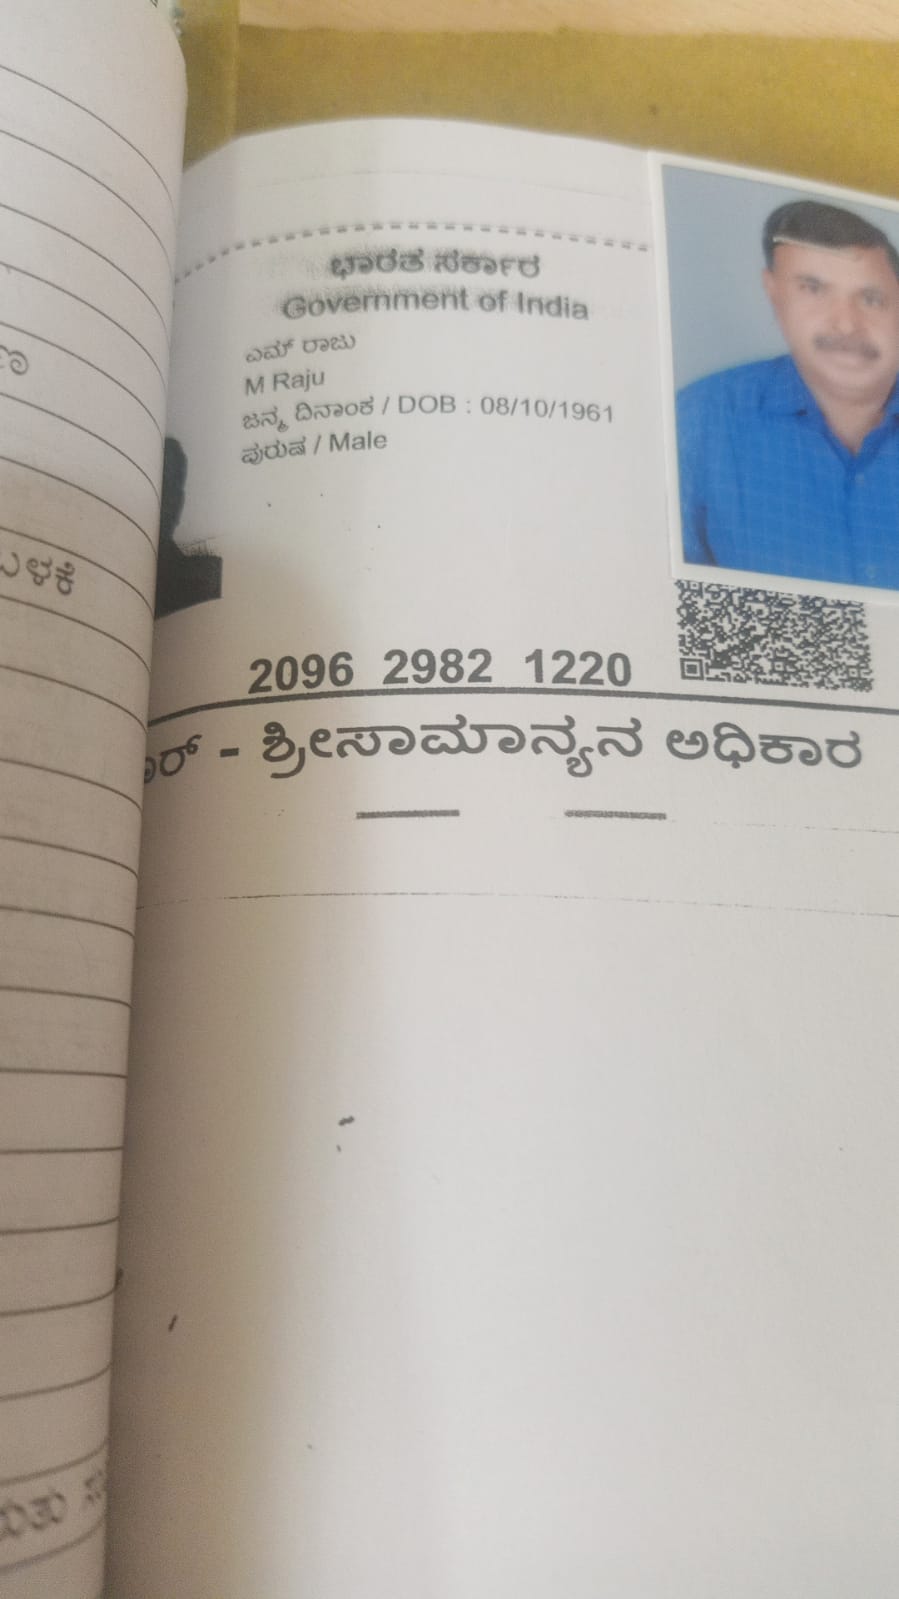 ಭಾರತ ಸರ್ಕಾರ
Government of India
ಎಮ್ ರಾಜು
M Raju
ಜನ್ಮ ದಿನಾಂಕ / DOB : 08/10/1961
ಪುರುಷ / Male
2096 2982 1220
- ಶ್ರೀಸಾಮಾನ್ಯನ ಅಧಿಕಾರ